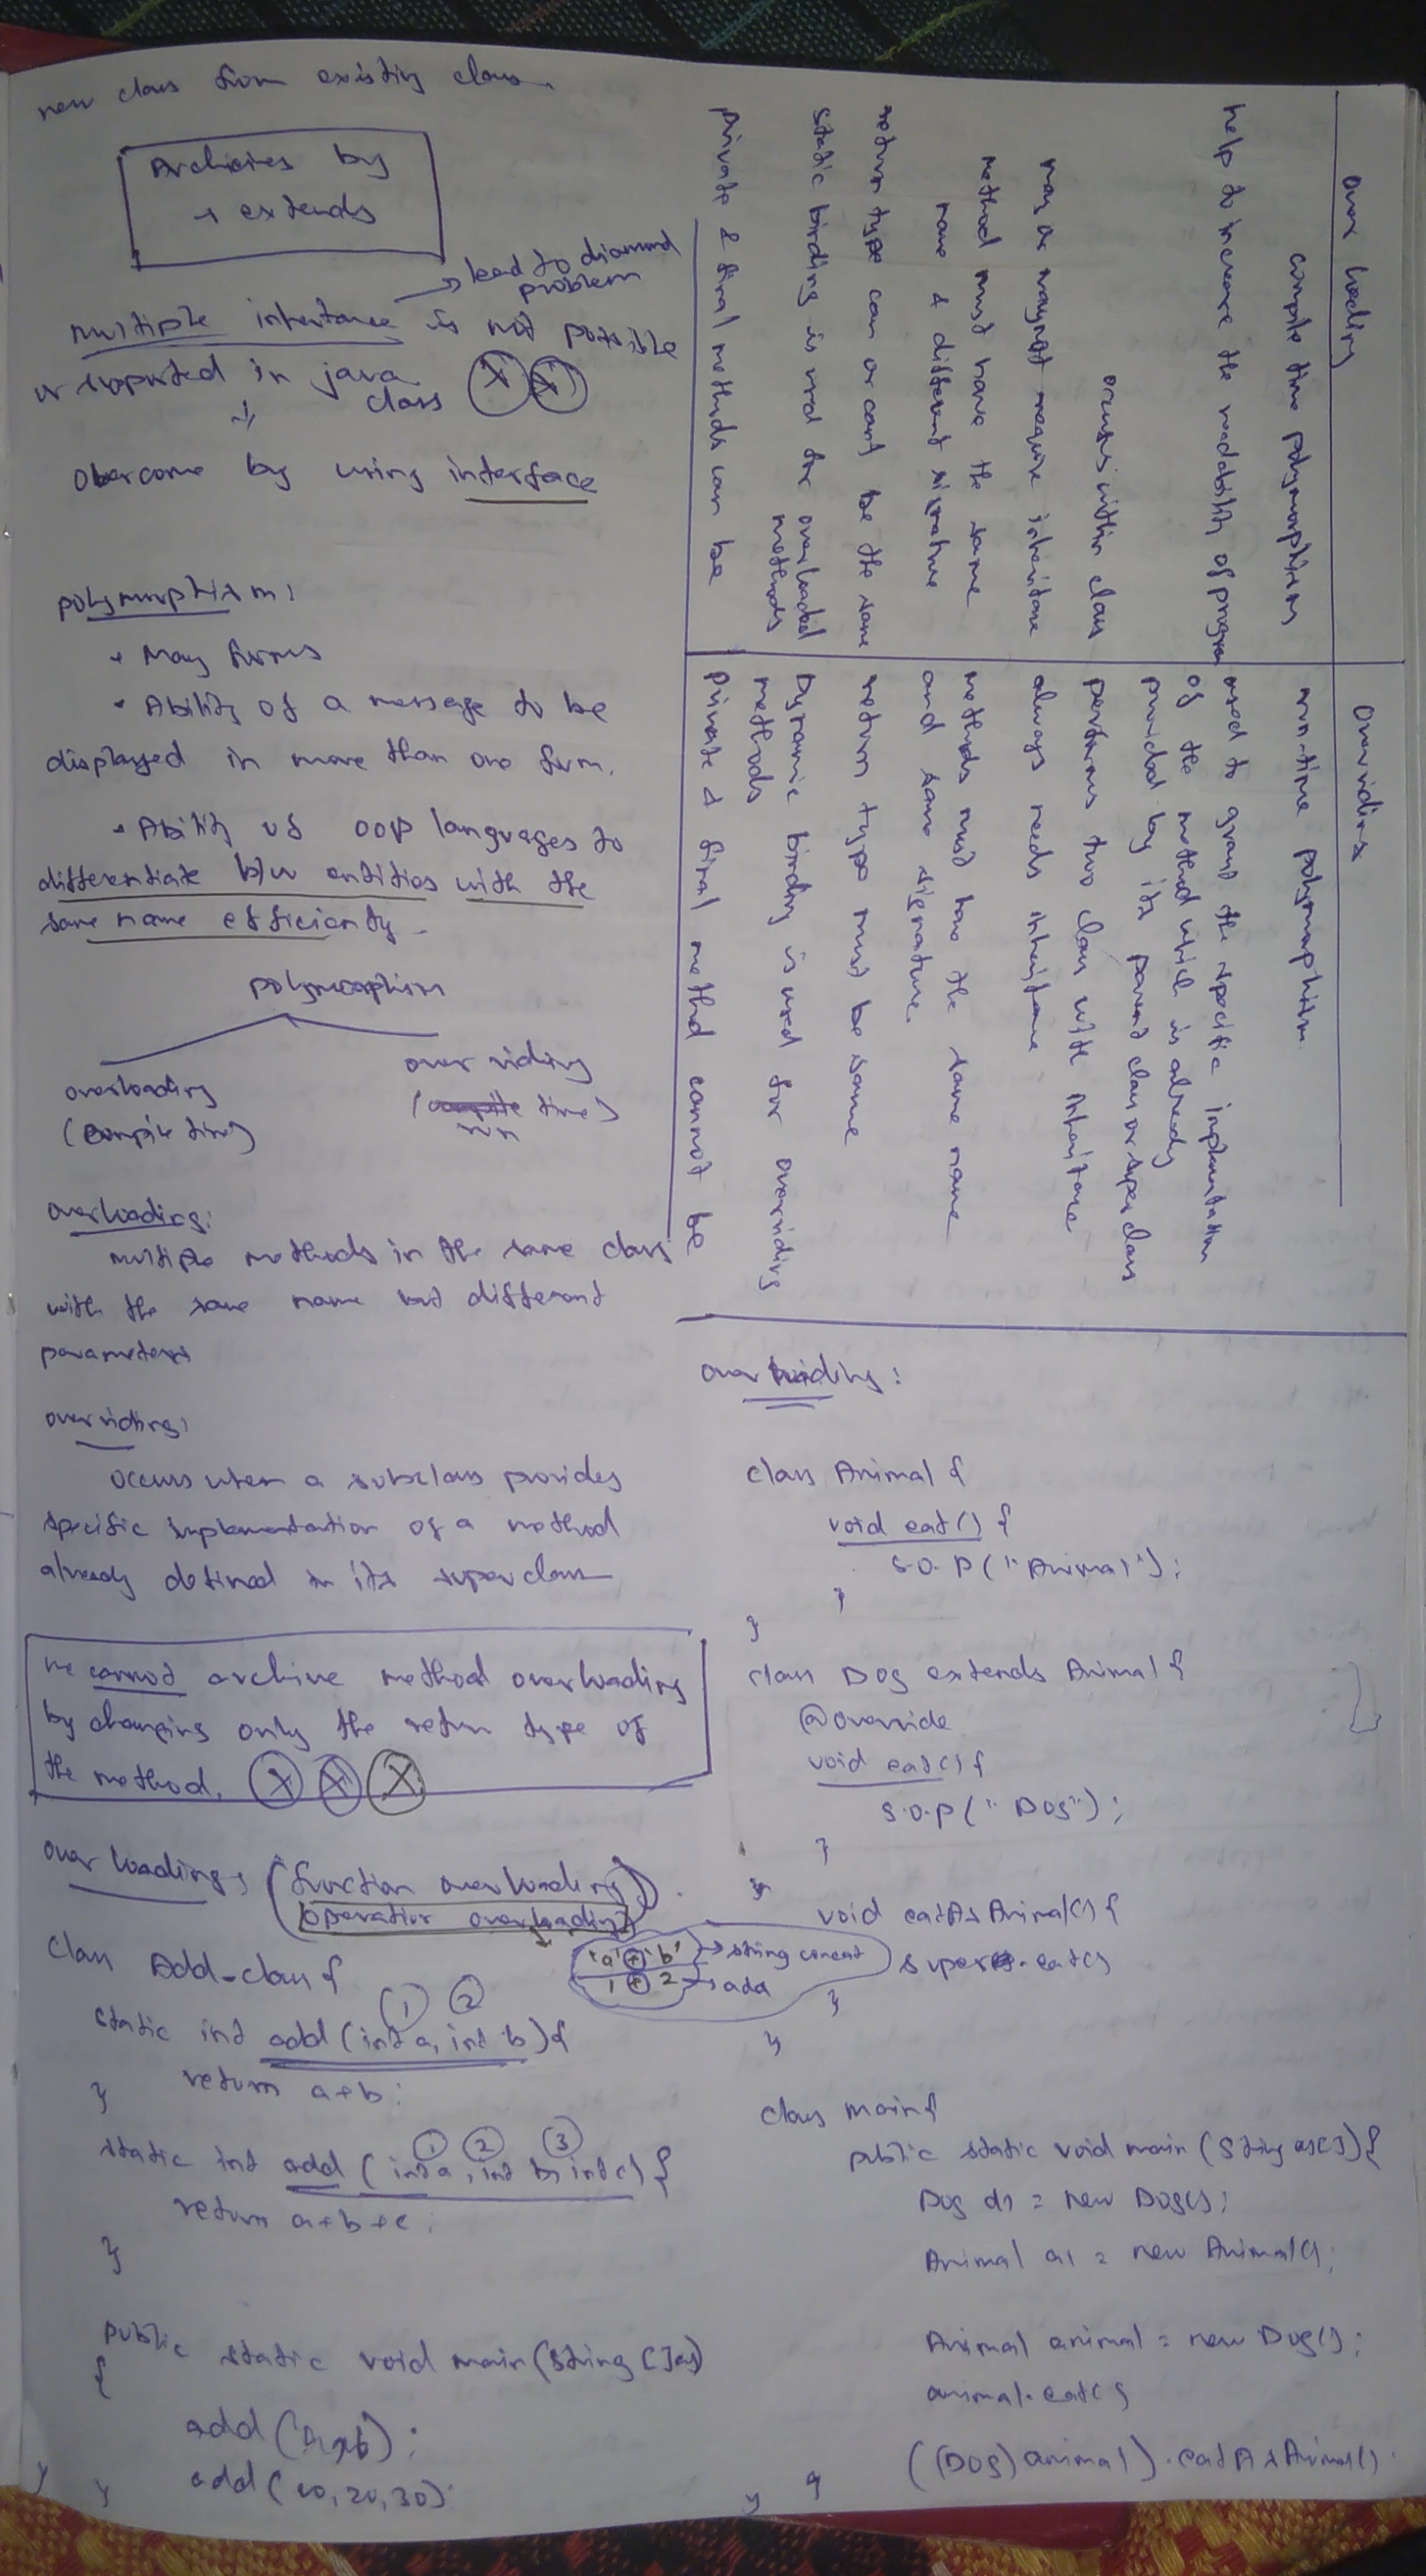 new class from existing class.
Archieves by
→ extends
→ lead to diamond
problem
multiple inheritance is not possible
or supported in java
class
overcome by using interface
polymorphism:
• Many forms
• Ability of a message to be
displayed in more than one form.
• Ability of oop languages to
differentiate b/w entities with the
same name efficiently.
polymorphism
overloading
(compile time)
overriding
(time)
run
overloading:
multiple methods in the same class
with the same name but different
parameters
overriding:
occurs when a subclass provides
specific implementation of a method
already defined in its superclass
we cannot archive method overloading
by changing only the return type of
the method. X X X
overloading: (function overloading)
operator overloading
'a' + 'b' → string concat
1 + 2 → add
class Add-class {
1 2
static int add (int a, int b) {
return a+b;
}
1 2 3
static int add (int a, int b, int c) {
return a+b+c;
}
public static void main (String []as)
{
add ( );
add (10,20,30);
}
}
over loading
compile time polymorphism
help to increase the readability of program
occurs within class
may or maynot require inheritance
method must have the same
name & different signature
return type can or cant be the same
static binding is used for overloaded
methods
private & final methods can be
Overriding
run-time polymorphism.
used to grant the specific implementation
of the method which is already
provided by its parent class or super class
performs two class with inheritance
always needs inheritance
methods must have the same name
and same signature.
return type must be same
Dynamic binding is used for overriding
methods
private & final method cannot be
overriding:
class Animal {
void eat() {
S.O.P("Animal");
}
}
class Dog extends Animal {
@override
void eat() {
S.O.P("Dog");
}
void eatAsAnimal() {
super.eat()
}
}
class main {
public static void main (String as[]) {
Dog d1 = new Dog();
Animal a1 = new Animal();
Animal animal = new Dog();
animal.eat();
((Dog) animal).eatAsAnimal()
}
}